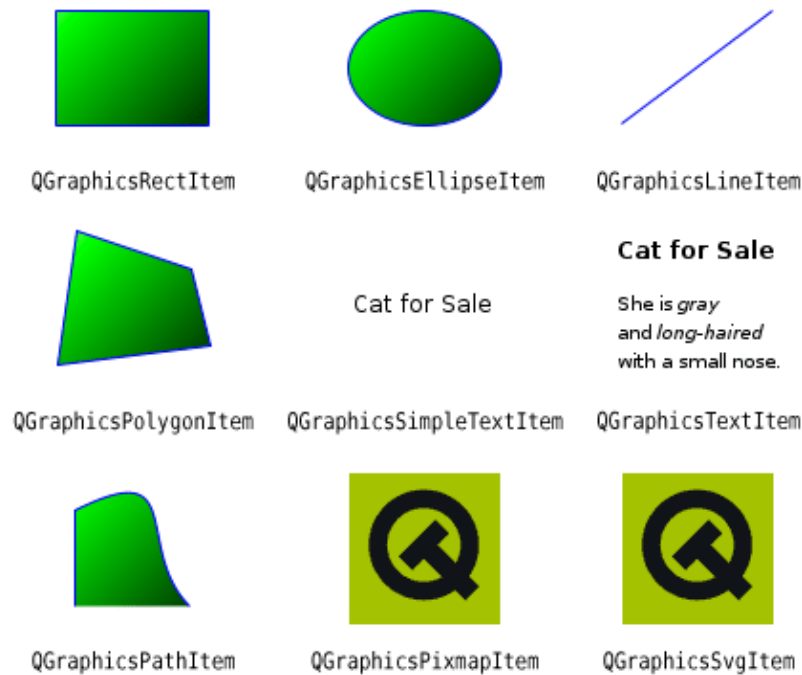 QGraphicsRectItem
QGraphicsEllipseItem
QGraphicsLineItem
Cat for Sale
Cat for Sale
She is gray
and long-haired
with a small nose.
QGraphicsPolygonItem
QGraphicsSimpleTextItem
QGraphicsTextItem
QGraphicsPathItem
QGraphicsPixmapItem
QGraphicsSvgItem